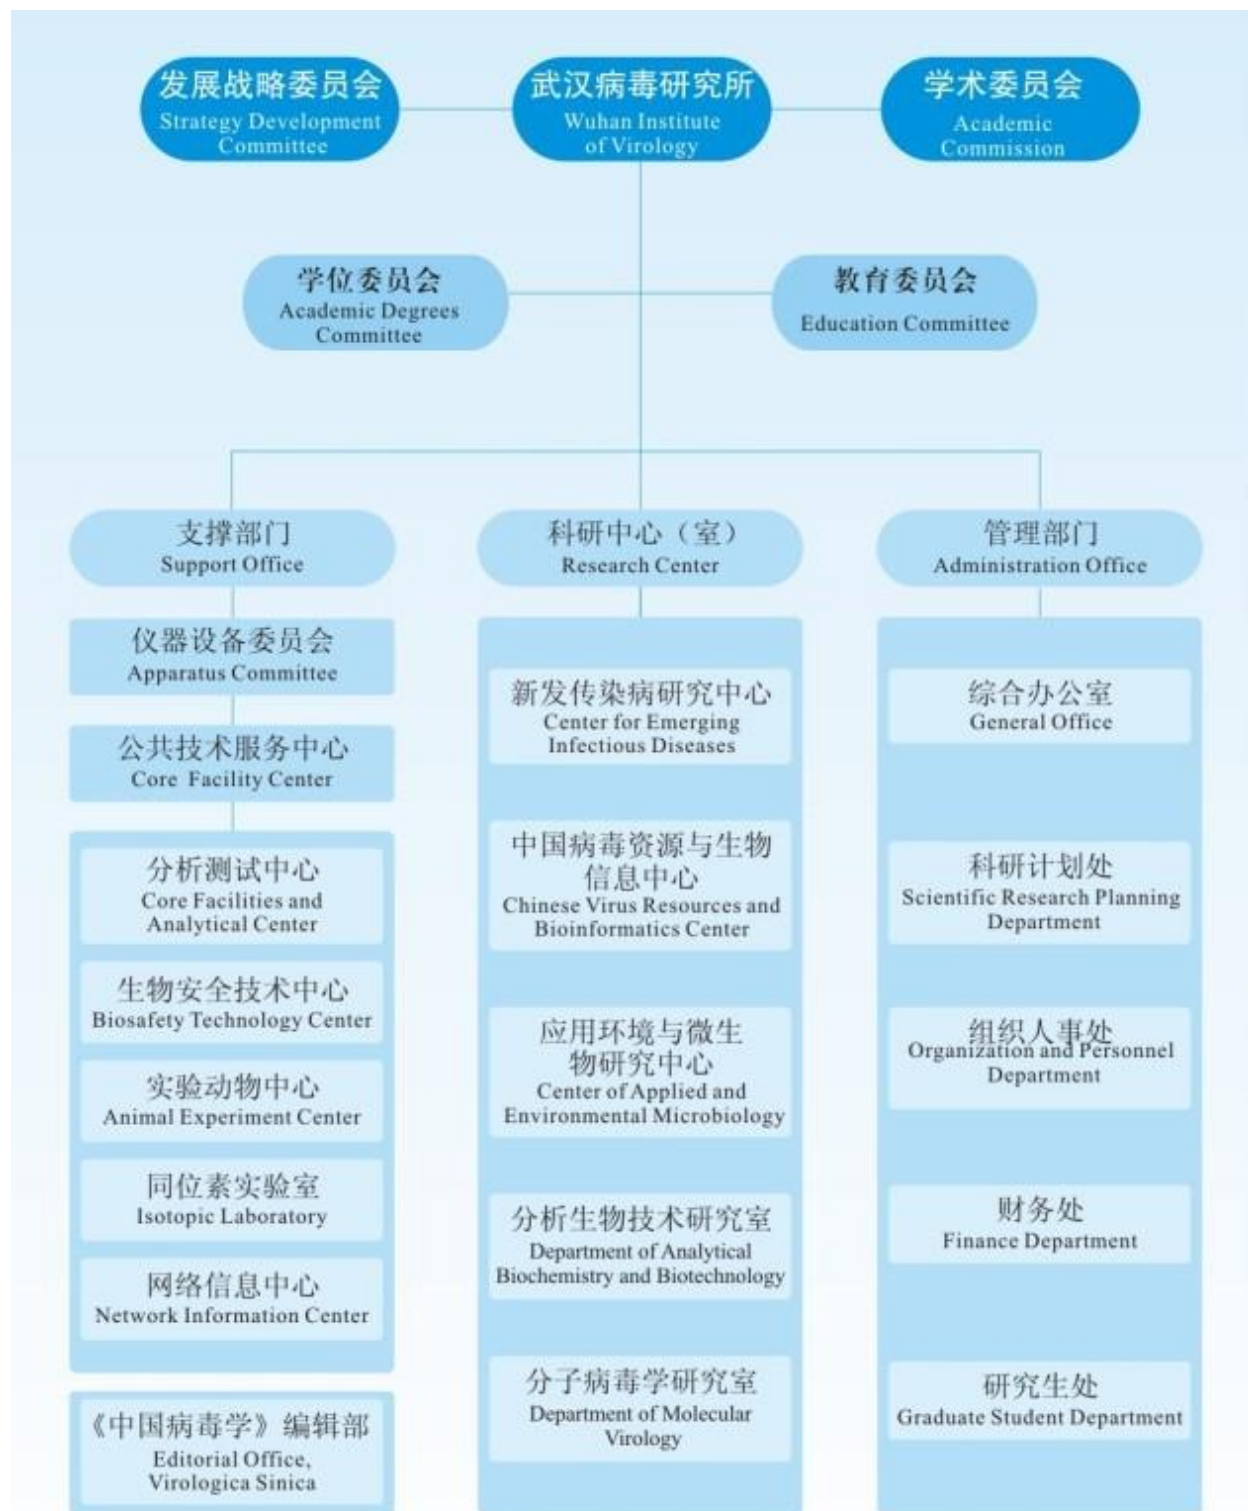 发展战略委员会
Strategy Development
Committee
武汉病毒研究所
Wuhan Institute
of Virology
学术委员会
Academic
Commission
学位委员会
Academic Degrees
Committee
教育委员会
Education Committee
支撑部门
Support Office
仪器设备委员会
Apparatus Committee
公共技术服务中心
Core Facility Center
分析测试中心
Core Facilities and
Analytical Center
生物安全技术中心
Biosafety Technology Center
实验动物中心
Animal Experiment Center
同位素实验室
Isotopic Laboratory
网络信息中心
Network Information Center
《中国病毒学》编辑部
Editorial Office,
Virologica Sinica
科研中心（室）
Research Center
新发传染病研究中心
Center for Emerging
Infectious Diseases
中国病毒资源与生物
信息中心
Chinese Virus Resources and
Bioinformatics Center
应用环境与微生
物研究中心
Center of Applied and
Environmental Microbiology
分析生物技术研究室
Department of Analytical
Biochemistry and Biotechnology
分子病毒学研究室
Department of Molecular
Virology
管理部门
Administration Office
综合办公室
General Office
科研计划处
Scientific Research Planning
Department
组织人事处
Organization and Personnel
Department
财务处
Finance Department
研究生处
Graduate Student Department